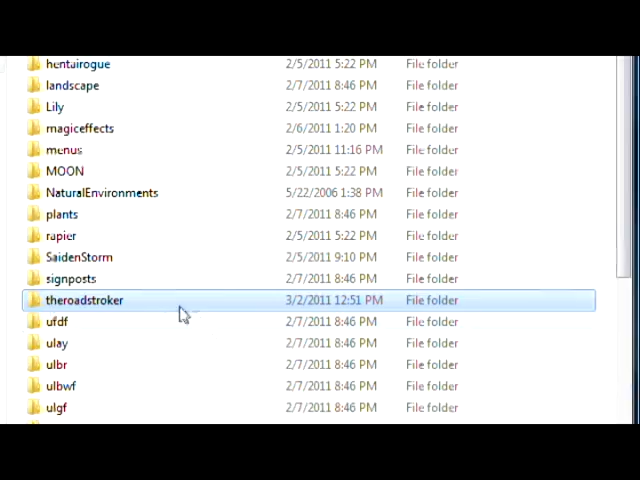 hentairogue 2/5/2011 5:22 PM File folder
landscape 2/7/2011 8:46 PM File folder
Lily 2/5/2011 5:22 PM File folder
magiceffects 2/6/2011 1:20 PM File folder
menus 2/5/2011 11:16 PM File folder
MOON 2/5/2011 5:22 PM File folder
NaturalEnvironments 5/22/2006 1:38 PM File folder
plants 2/7/2011 8:46 PM File folder
rapier 2/5/2011 5:22 PM File folder
SaidenStorm 2/5/2011 9:10 PM File folder
signposts 2/7/2011 8:46 PM File folder
theroadstroker 3/2/2011 12:51 PM File folder
ufdf 2/7/2011 8:46 PM File folder
ulay 2/7/2011 8:46 PM File folder
ulbr 2/7/2011 8:46 PM File folder
ulbwf 2/7/2011 8:46 PM File folder
ulgf 2/7/2011 8:46 PM File folder